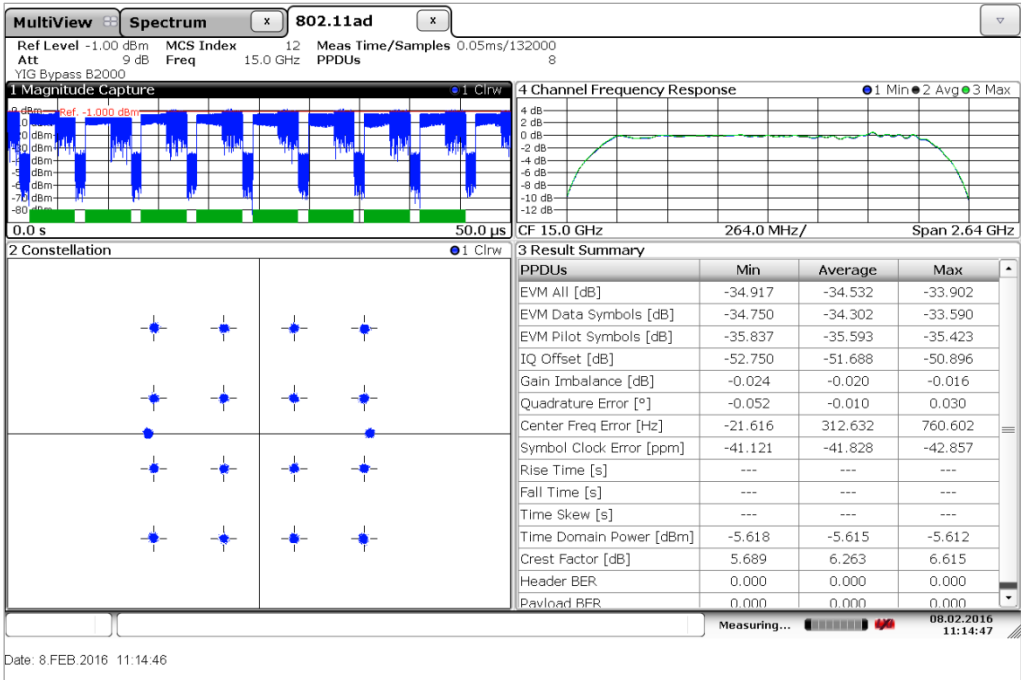 MultiView Spectrum x 802.11ad x
Ref Level -1.00 dBm MCS Index 12 Meas Time/Samples 0.05ms/132000
Att 9 dB Freq 15.0 GHz PPDUs 8
YIG Bypass B2000
1 Magnitude Capture 1 Clrw
Ref. -1.000 dBm
-80
0.0 s 50.0 µs
4 Channel Frequency Response 1 Min 2 Avg 3 Max
4 dB
2 dB
0 dB
-2 dB
-4 dB
-6 dB
-8 dB
-10 dB
-12 dB
CF 15.0 GHz 264.0 MHz/ Span 2.64 GHz
2 Constellation 1 Clrw
3 Result Summary
PPDUs Min Average Max
EVM All [dB] -34.917 -34.532 -33.902
EVM Data Symbols [dB] -34.750 -34.302 -33.590
EVM Pilot Symbols [dB] -35.837 -35.593 -35.423
IQ Offset [dB] -52.750 -51.688 -50.896
Gain Imbalance [dB] -0.024 -0.020 -0.016
Quadrature Error [°] -0.052 -0.010 0.030
Center Freq Error [Hz] -21.616 312.632 760.602
Symbol Clock Error [ppm] -41.121 -41.828 -42.857
Rise Time [s] --- --- ---
Fall Time [s] --- --- ---
Time Skew [s] --- --- ---
Time Domain Power [dBm] -5.618 -5.615 -5.612
Crest Factor [dB] 5.689 6.263 6.615
Header BER 0.000 0.000 0.000
Payload BER 0.000 0.000 0.000
Measuring... 08.02.2016
11:14:47
Date: 8.FEB.2016 11:14:46